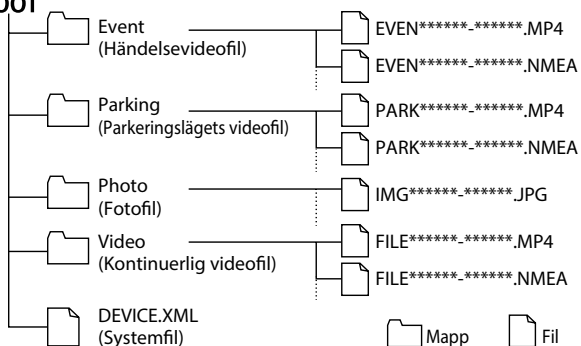 Event
(Händelsevideofil)
EVEN******-******.MP4
EVEN******-******.NMEA
Parking
(Parkeringslägets videofil)
PARK******-******.MP4
PARK******-******.NMEA
Photo
(Fotofil)
IMG******-******.JPG
Video
(Kontinuerlig videofil)
FILE******-******.MP4
FILE******-******.NMEA
DEVICE.XML
(Systemfil)
Mapp
Fil